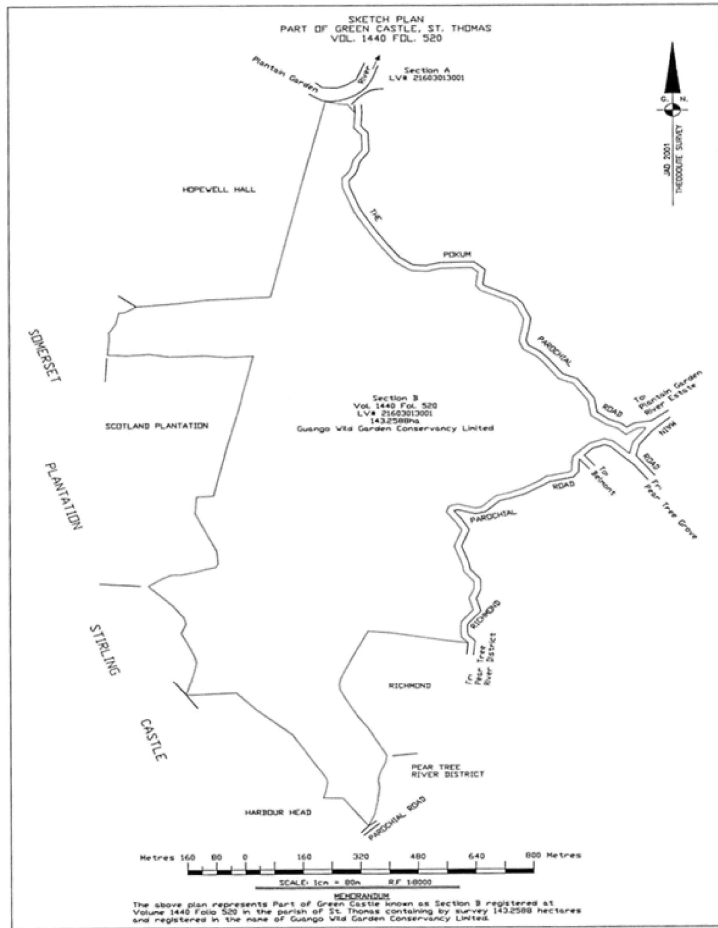 SKETCH PLAN
PART OF GREEN CASTLE, ST. THOMAS
VOL. 1440 FOL. 520
Plantain Garden
River
Section A
LV# 21603013001
G. N.
JAD 2001
THEODOLITE SURVEY
HOPEWELL HALL
THE
POKUM
PAROCHIAL
ROAD
To
Plantain Garden
River Estate
MAIN
ROAD
Fr
Pear Tree Grove
SOMERSET
Section B
Vol. 1440 Fol. 520
LV# 21603013001
143.2588ha
Guango Wild Garden Conservancy Limited
SCOTLAND PLANTATION
PLANTATION
To
Belmont
ROAD
PAROCHIAL
RICHMOND
Fr
Pear Tree
River District
STIRLING
RICHMOND
CASTLE
PEAR TREE
RIVER DISTRICT
HARBOUR HEAD
PAROCHIAL ROAD
Metres 160 80 0 160 320 480 640 800 Metres
SCALE: 1cm = 80m R.F 1:8000
MEMORANDUM
The above plan represents Part of Green Castle known as Section B registered at
Volume 1440 Folio 520 in the parish of St. Thomas containing by survey 143.2588 hectares
and registered in the name of Guango Wild Garden Conservancy Limited.